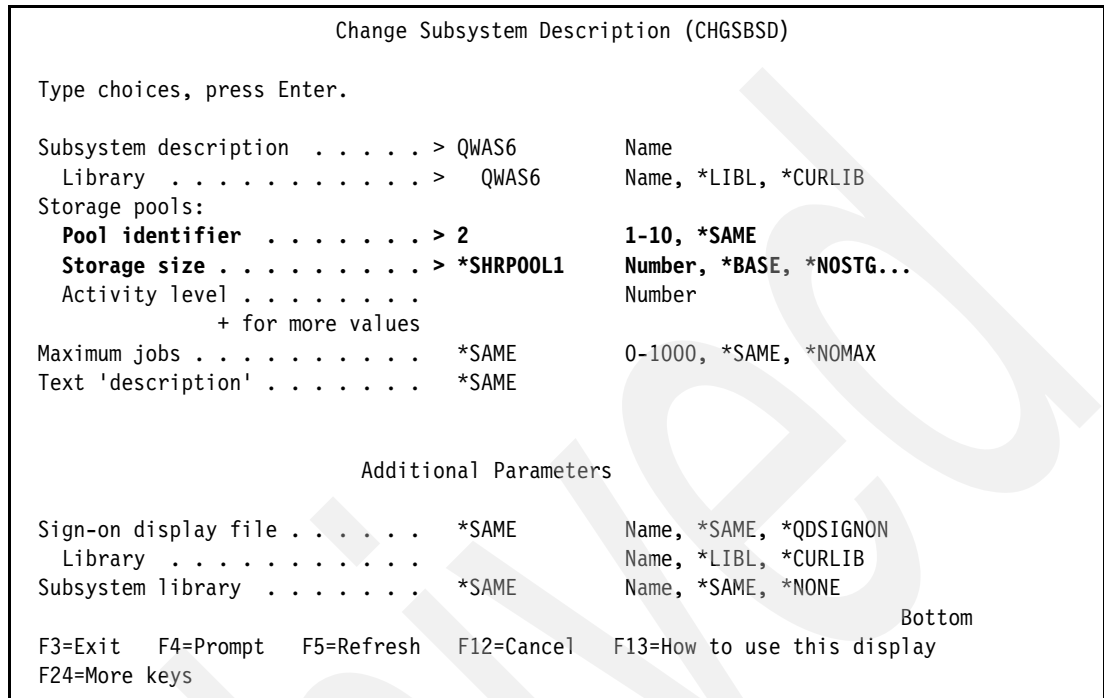 Change Subsystem Description (CHGSBSD)
Type choices, press Enter.
Subsystem description . . . . . > QWAS6 Name
Library . . . . . . . . . . . > QWAS6 Name, *LIBL, *CURLIB
Storage pools:
Pool identifier . . . . . . . > 2 1-10, *SAME
Storage size . . . . . . . . . > *SHRPOOL1 Number, *BASE, *NOSTG...
Activity level . . . . . . . . Number
+ for more values
Maximum jobs . . . . . . . . . . *SAME 0-1000, *SAME, *NOMAX
Text 'description' . . . . . . . *SAME
Additional Parameters
Sign-on display file . . . . . . *SAME Name, *SAME, *QDSIGNON
Library . . . . . . . . . . . Name, *LIBL, *CURLIB
Subsystem library . . . . . . . *SAME Name, *SAME, *NONE
Bottom
F3=Exit F4=Prompt F5=Refresh F12=Cancel F13=How to use this display
F24=More keys